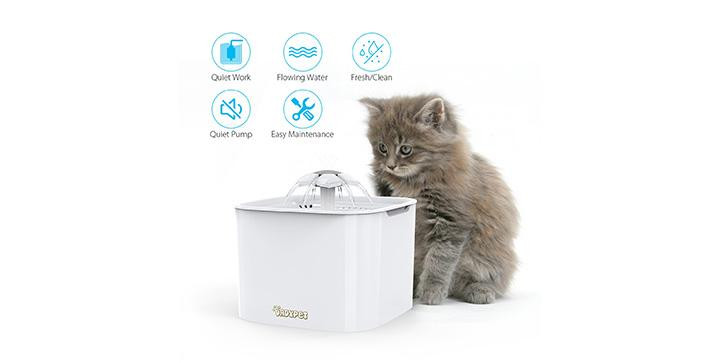 Quiet Work
Flowing Water
Fresh/Clean
Quiet Pump
Easy Maintenance